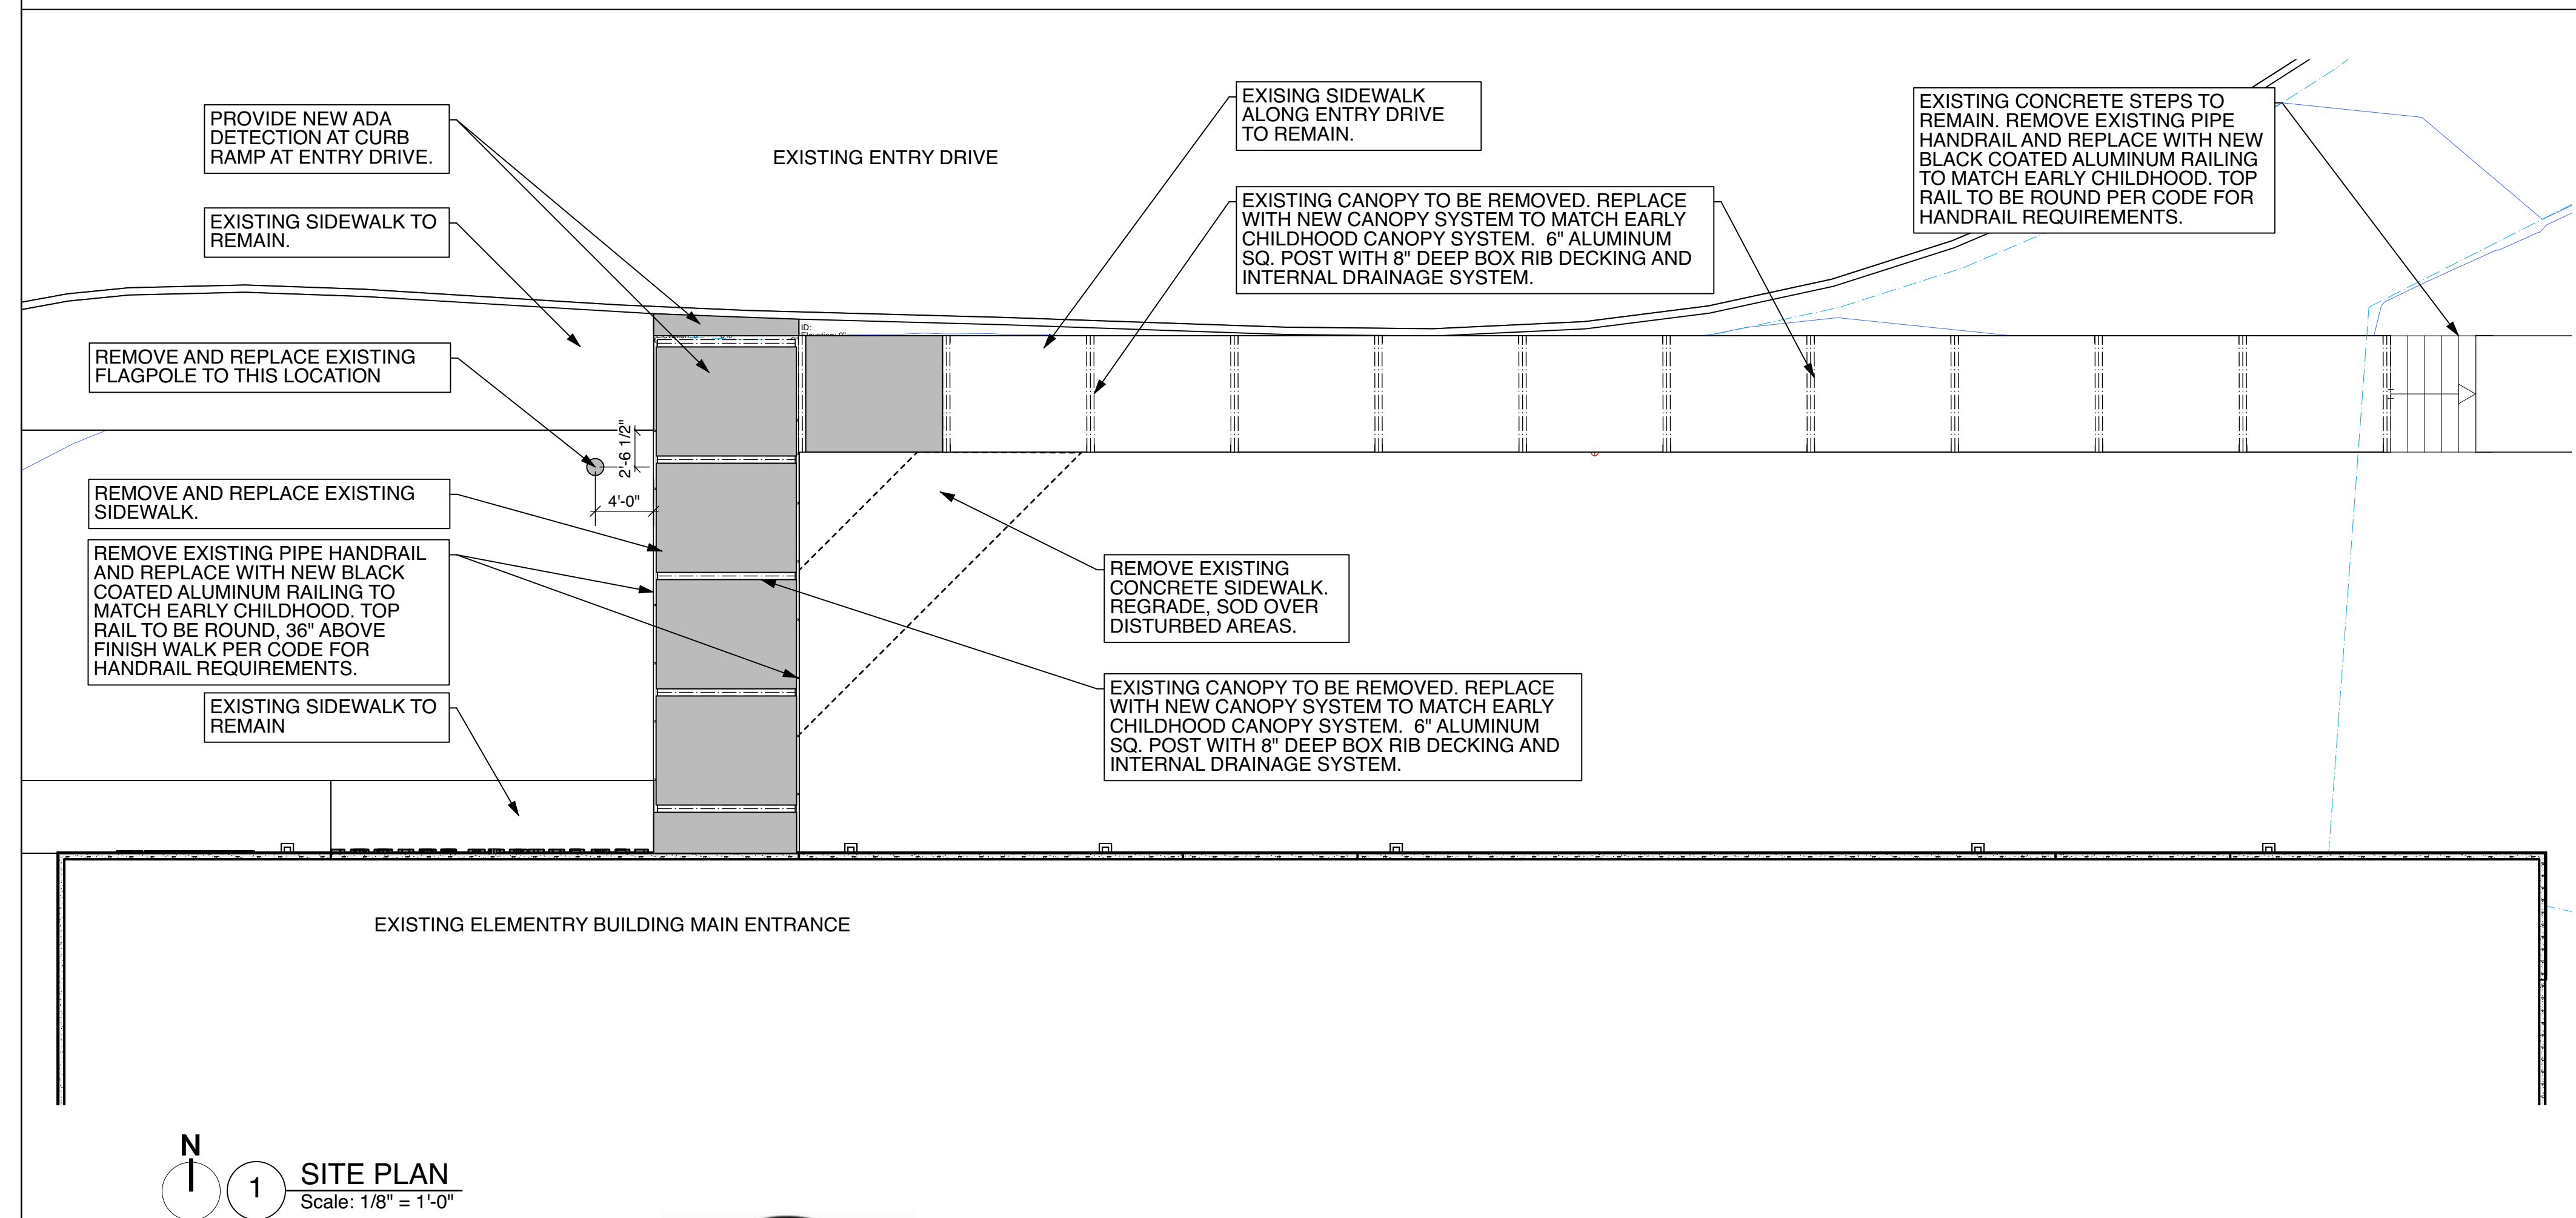 PROVIDE NEW ADA
DETECTION AT CURB
RAMP AT ENTRY DRIVE.
EXISTING SIDEWALK TO
REMAIN.
REMOVE AND REPLACE EXISTING
FLAGPOLE TO THIS LOCATION
REMOVE AND REPLACE EXISTING
SIDEWALK.
REMOVE EXISTING PIPE HANDRAIL
AND REPLACE WITH NEW BLACK
COATED ALUMINUM RAILING TO
MATCH EARLY CHILDHOOD. TOP
RAIL TO BE ROUND, 36" ABOVE
FINISH WALK PER CODE FOR
HANDRAIL REQUIREMENTS.
EXISTING SIDEWALK TO
REMAIN
2'-6 1/2"
4'-0"
EXISTING ENTRY DRIVE
ID:
EXISING SIDEWALK
ALONG ENTRY DRIVE
TO REMAIN.
EXISTING CANOPY TO BE REMOVED. REPLACE
WITH NEW CANOPY SYSTEM TO MATCH EARLY
CHILDHOOD CANOPY SYSTEM. 6" ALUMINUM
SQ. POST WITH 8" DEEP BOX RIB DECKING AND
INTERNAL DRAINAGE SYSTEM.
EXISTING CONCRETE STEPS TO
REMAIN. REMOVE EXISTING PIPE
HANDRAIL AND REPLACE WITH NEW
BLACK COATED ALUMINUM RAILING
TO MATCH EARLY CHILDHOOD. TOP
RAIL TO BE ROUND PER CODE FOR
HANDRAIL REQUIREMENTS.
REMOVE EXISTING
CONCRETE SIDEWALK.
REGRADE, SOD OVER
DISTURBED AREAS.
EXISTING CANOPY TO BE REMOVED. REPLACE
WITH NEW CANOPY SYSTEM TO MATCH EARLY
CHILDHOOD CANOPY SYSTEM. 6" ALUMINUM
SQ. POST WITH 8" DEEP BOX RIB DECKING AND
INTERNAL DRAINAGE SYSTEM.
EXISTING ELEMENTRY BUILDING MAIN ENTRANCE
N
1
SITE PLAN
Scale: 1/8" = 1'-0"